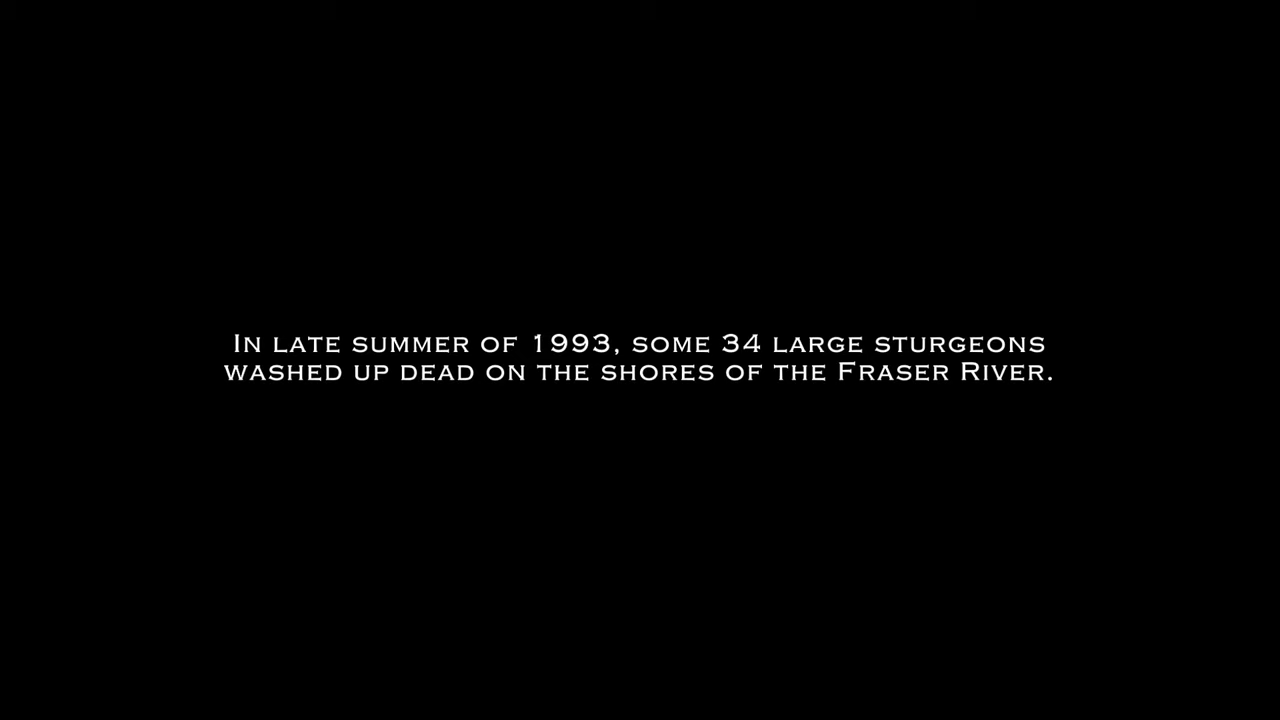 In late summer of 1993, some 34 large sturgeons
washed up dead on the shores of the Fraser River.